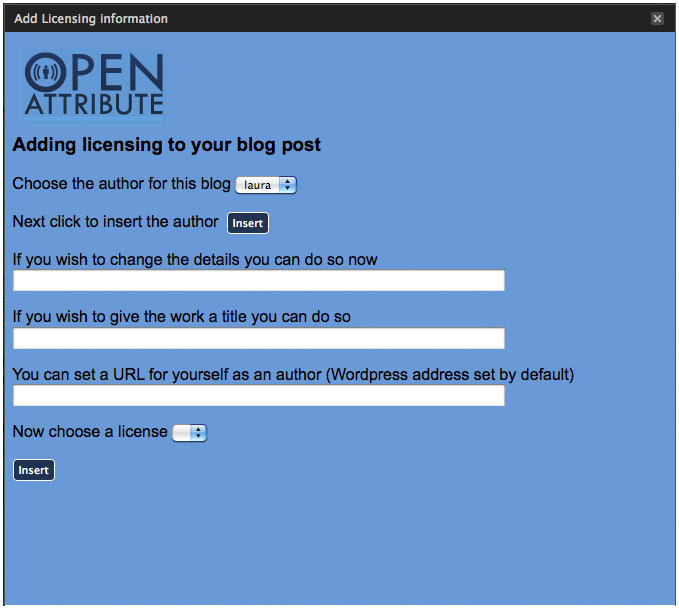 Add Licensing information
OPEN
ATTRIBUTE
Adding licensing to your blog post
Choose the author for this blog laura
Next click to insert the author Insert
If you wish to change the details you can do so now
If you wish to give the work a title you can do so
You can set a URL for yourself as an author (Wordpress address set by default)
Now choose a license
Insert